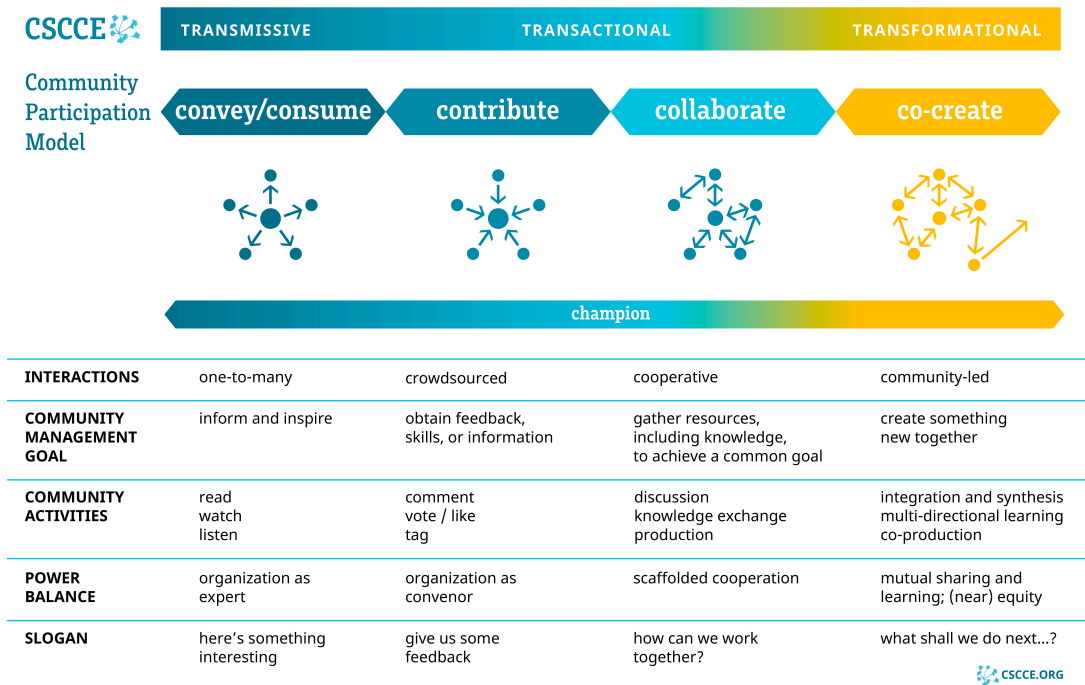 CSCCE
TRANSMISSIVE TRANSACTIONAL TRANSFORMATIONAL
Community
Participation
Model
convey/consume contribute collaborate co-create
champion
INTERACTIONS one-to-many crowdsourced cooperative community-led
COMMUNITY
MANAGEMENT
GOAL
inform and inspire
obtain feedback,
skills, or information
gather resources,
including knowledge,
to achieve a common goal
create something
new together
COMMUNITY
ACTIVITIES
read
watch
listen
comment
vote / like
tag
discussion
knowledge exchange
production
integration and synthesis
multi-directional learning
co-production
POWER
BALANCE
organization as
expert
organization as
convenor
scaffolded cooperation
mutual sharing and
learning; (near) equity
SLOGAN
here’s something
interesting
give us some
feedback
how can we work
together?
what shall we do next...?
CSCCE.ORG